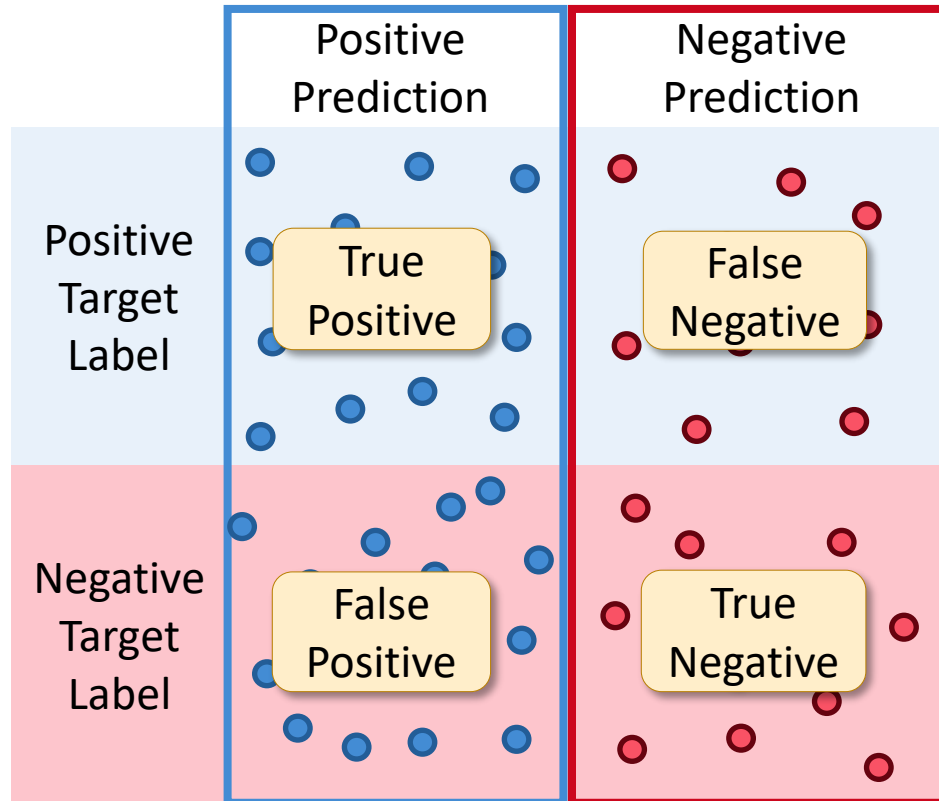 Positive
Prediction
Negative
Prediction
Positive
Target
Label
True
Positive
False
Negative
Negative
Target
Label
False
Positive
True
Negative